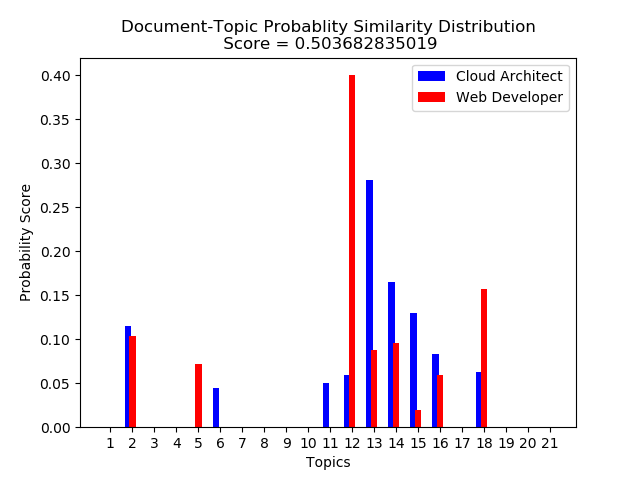 Document-Topic Probablity Similarity Distribution
Score = 0.503682835019
Cloud Architect
Web Developer
Probability Score
0.40
0.35
0.30
0.25
0.20
0.15
0.10
0.05
0.00
1 2 3 4 5 6 7 8 9 10 11 12 13 14 15 16 17 18 19 20 21
Topics